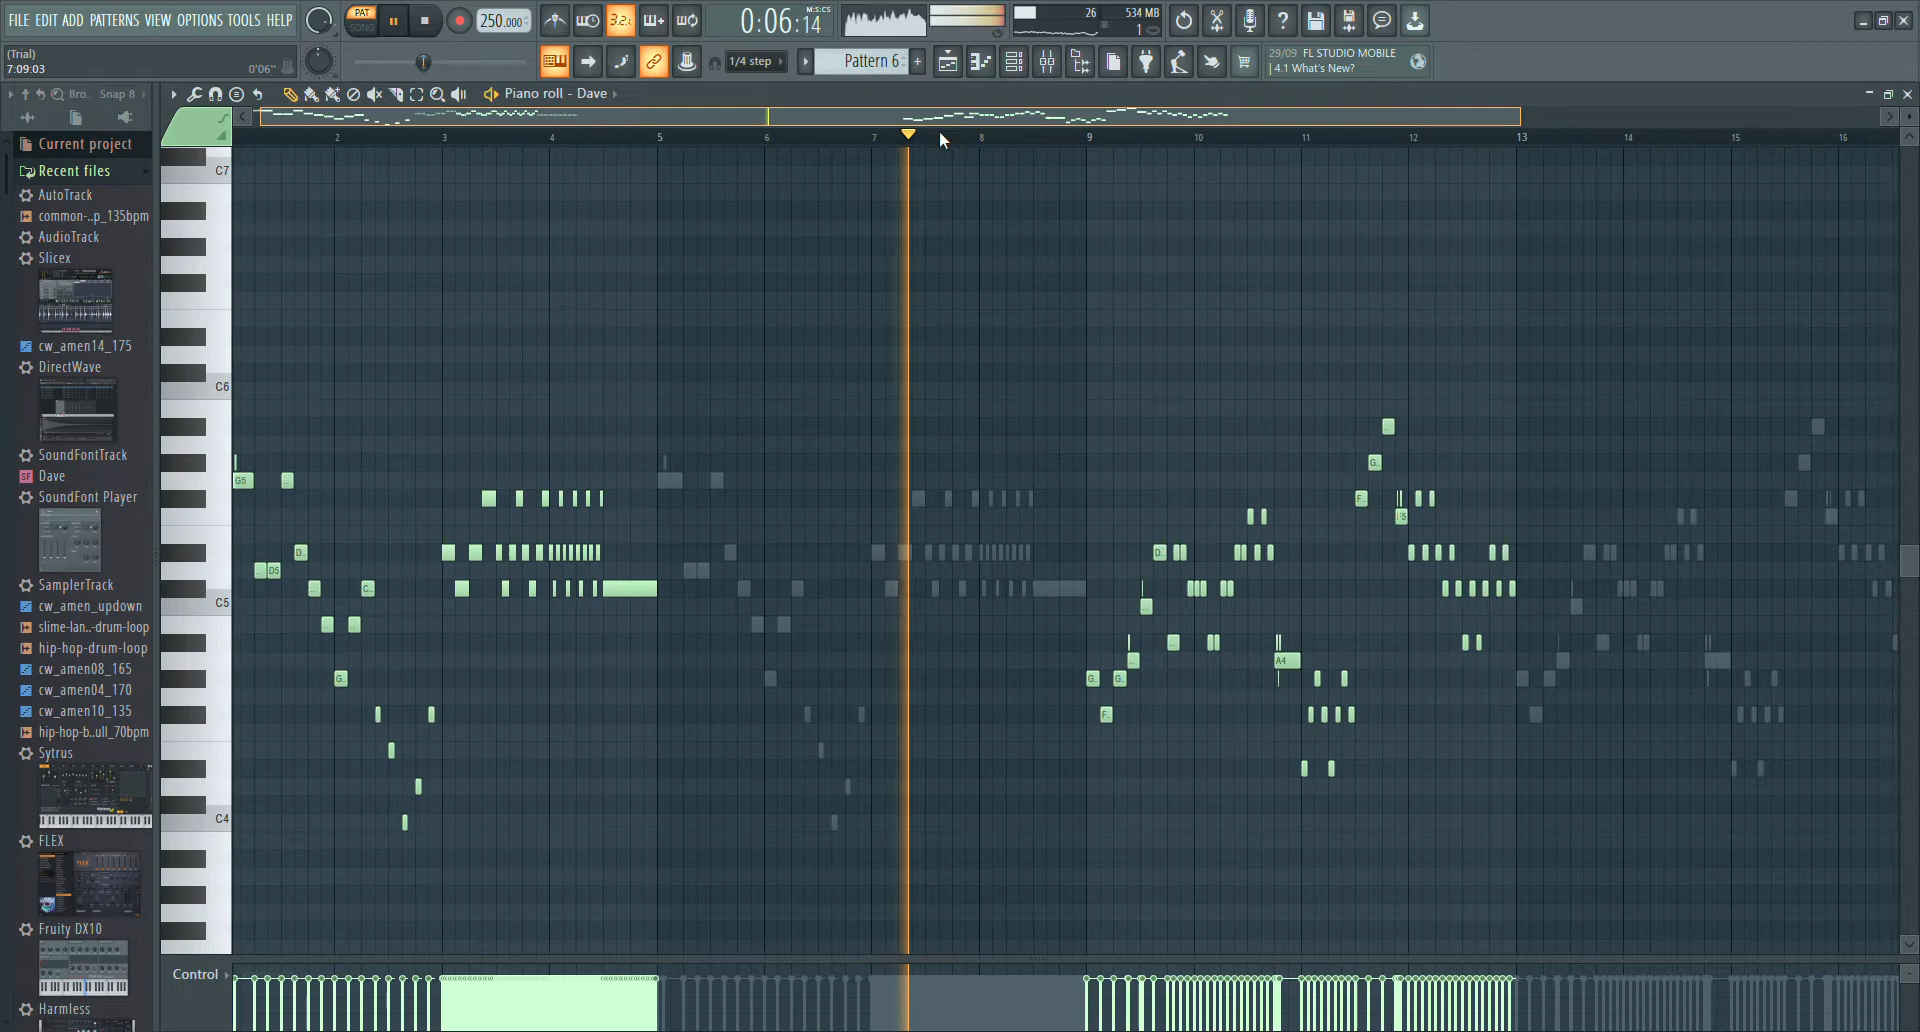 FILE EDIT ADD PATTERNS VIEW OPTIONS TOOLS HELP
PAT
SONG
250.000
3.2.
0:06:14
M:S:CS
26
534 MB
1
(Trial)
7:09:03
0'06''
1/4 step
Pattern 6
29/09 FL STUDIO MOBILE
4.1 What's New?
Bro..
Snap 8
Piano roll - Dave
Current project
Recent files
AutoTrack
common-..p_135bpm
AudioTrack
Slicex
cw_amen14_175
DirectWave
SoundFontTrack
SF
Dave
SoundFont Player
SamplerTrack
cw_amen_updown
slime-lan..-drum-loop
hip-hop-drum-loop
cw_amen08_165
cw_amen04_170
cw_amen10_135
hip-hop-b..ull_70bpm
Sytrus
FLEX
Fruity DX10
Harmless
2 3 4 5 6 7 8 9 10 11 12 13 14 15 16
C7
C6
G..
G5
F..
F5
D..
D..
D5
C..
C5
A4
G..
G..
G..
F..
C4
Control